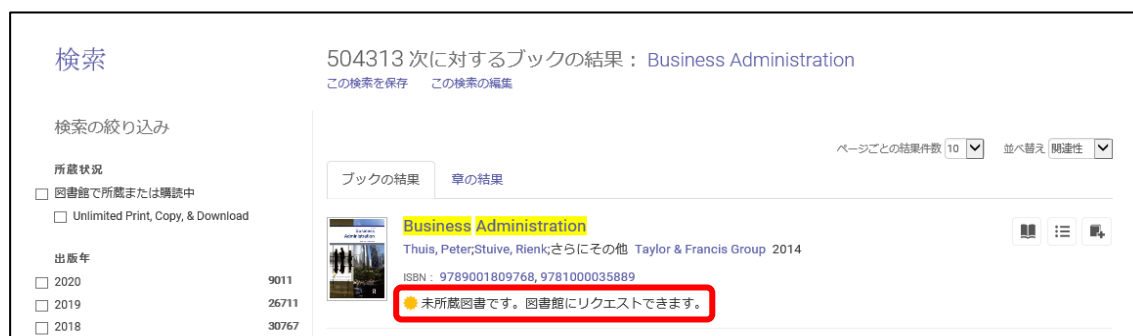 検索
504313 次に対するブックの結果： Business Administration
この検索を保存 この検索の編集
検索の絞り込み
ページごとの結果件数 10 並べ替え 関連性
所蔵状況
図書館で所蔵または購読中
Unlimited Print, Copy, & Download
出版年
2020 9011
2019 26711
2018 30767
ブックの結果 章の結果
Business Administration
Thuis, Peter;Stuive, Rienk;さらにその他 Taylor & Francis Group 2014
ISBN： 9789001809768, 9781000035889
未所蔵図書です。図書館にリクエストできます。
Business
Administration